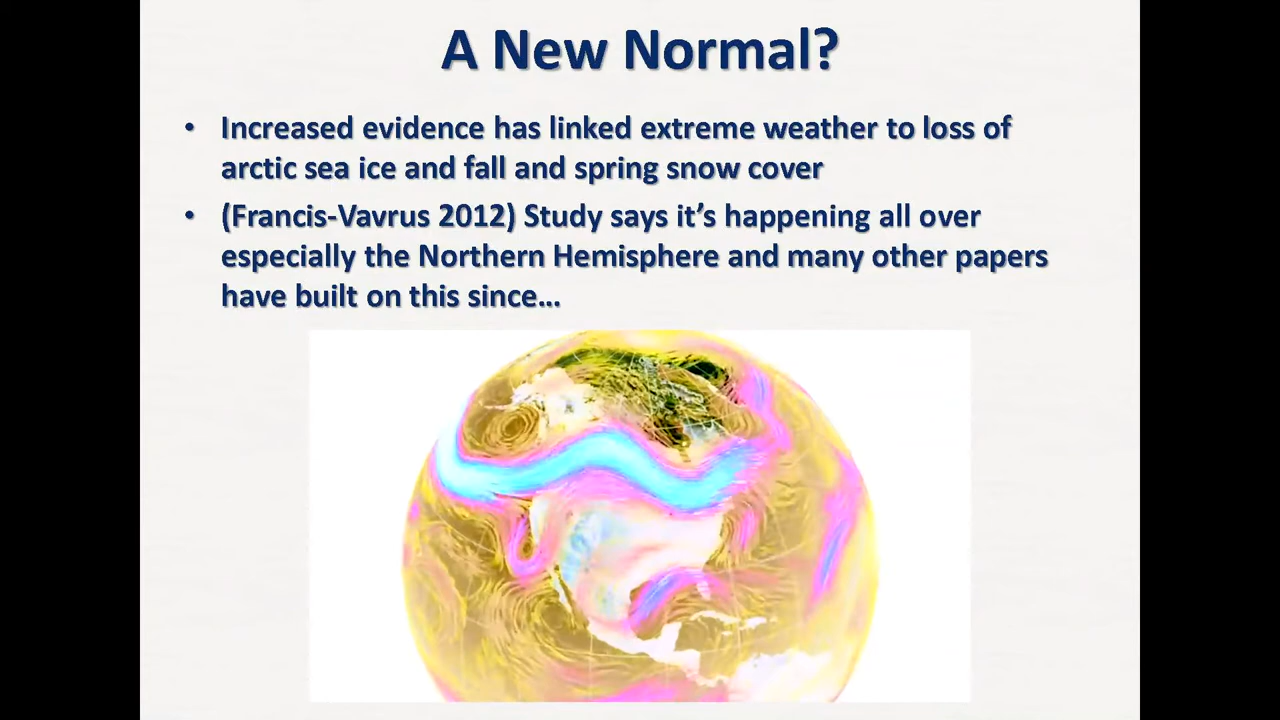 A New Normal?
• Increased evidence has linked extreme weather to loss of
arctic sea ice and fall and spring snow cover
• (Francis-Vavrus 2012) Study says it’s happening all over
especially the Northern Hemisphere and many other papers
have built on this since…